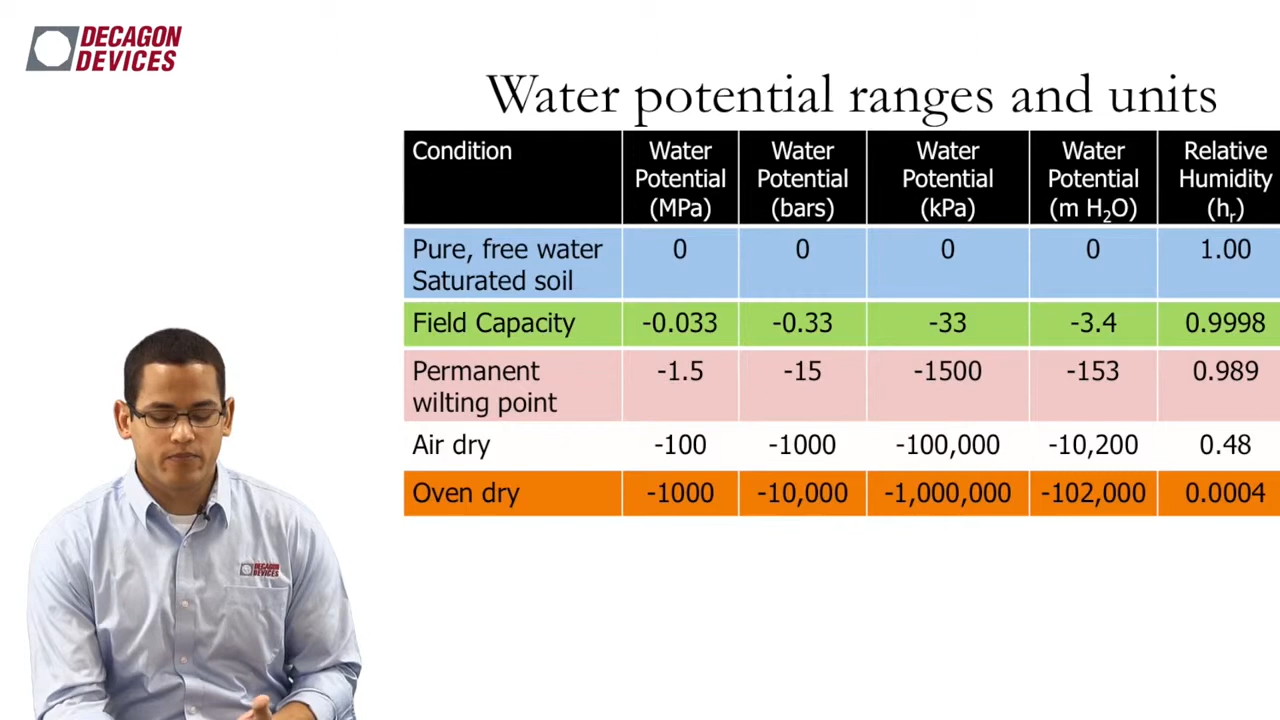 DECAGON
DEVICES
Water potential ranges and units
Condition Water Potential (MPa) Water Potential (bars) Water Potential (kPa) Water Potential (m H₂O) Relative Humidity (hᵣ)
Pure, free water Saturated soil 0 0 0 0 1.00
Field Capacity -0.033 -0.33 -33 -3.4 0.9998
Permanent wilting point -1.5 -15 -1500 -153 0.989
Air dry -100 -1000 -100,000 -10,200 0.48
Oven dry -1000 -10,000 -1,000,000 -102,000 0.0004
DECAGON
DEVICES